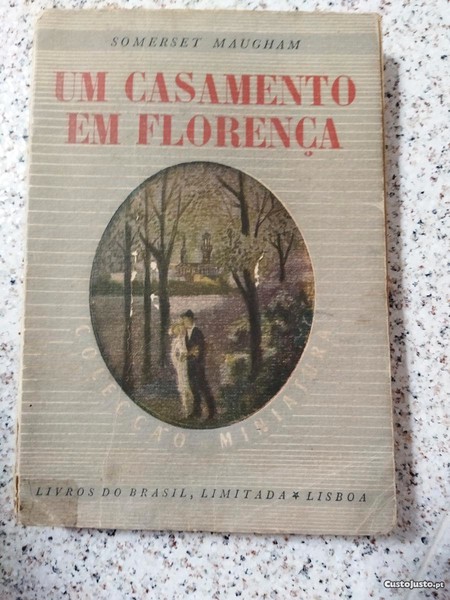 SOMERSET MAUGHAM
UM CASAMENTO
EM FLORENÇA
COLECÇÃO MINIATURA
LIVROS DO BRASIL, LIMITADA ★ LISBOA
CustoJusto.pt